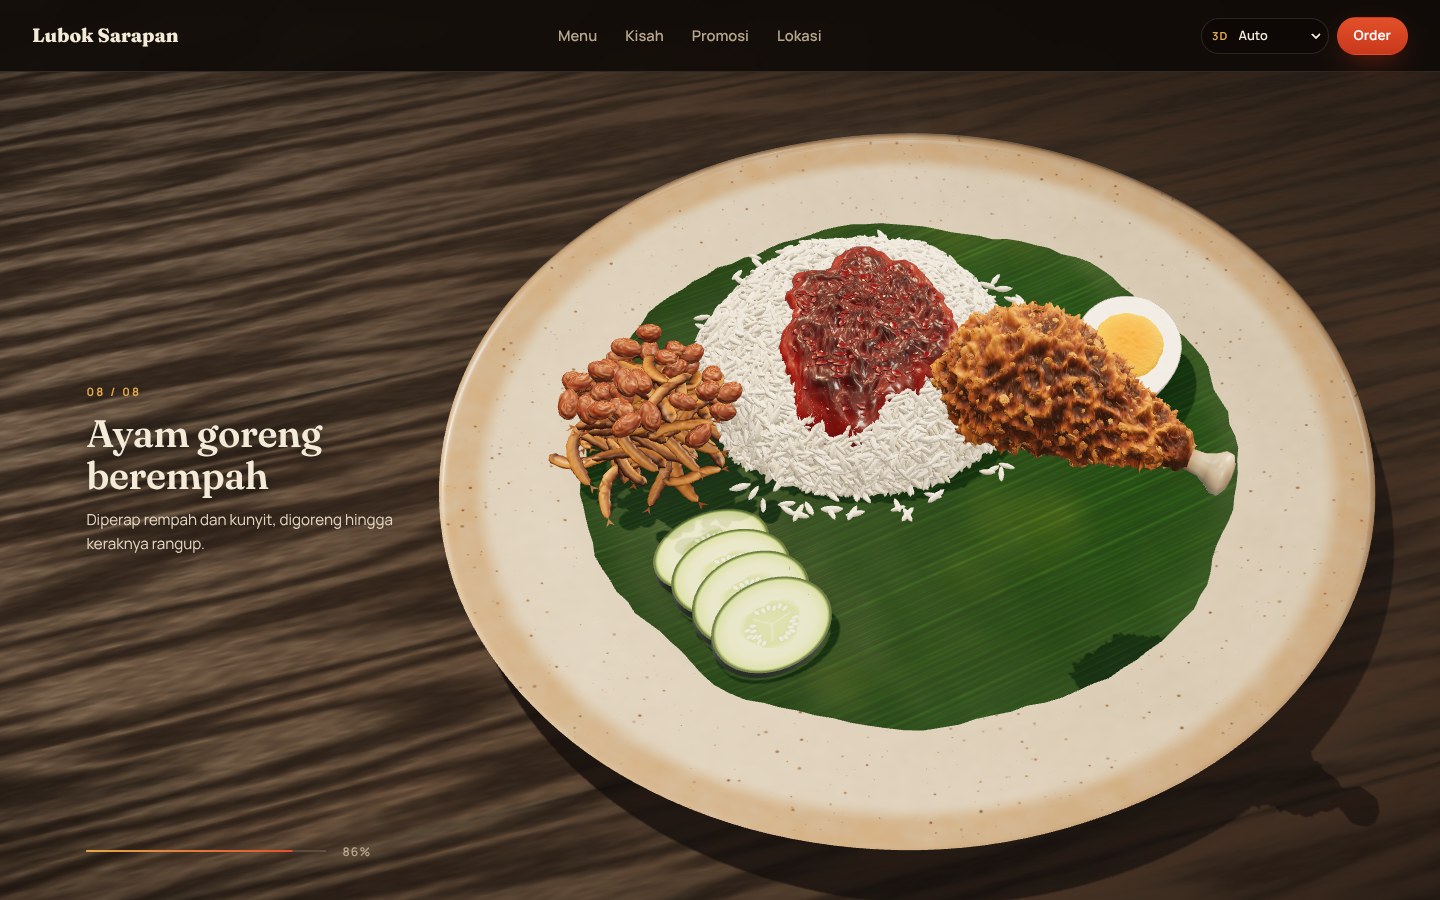 Lubok Sarapan
Menu Kisah Promosi Lokasi
3D Auto
Order
08 / 08
Ayam goreng
berempah
Diperap rempah dan kunyit, digoreng hingga
keraknya rangup.
86%